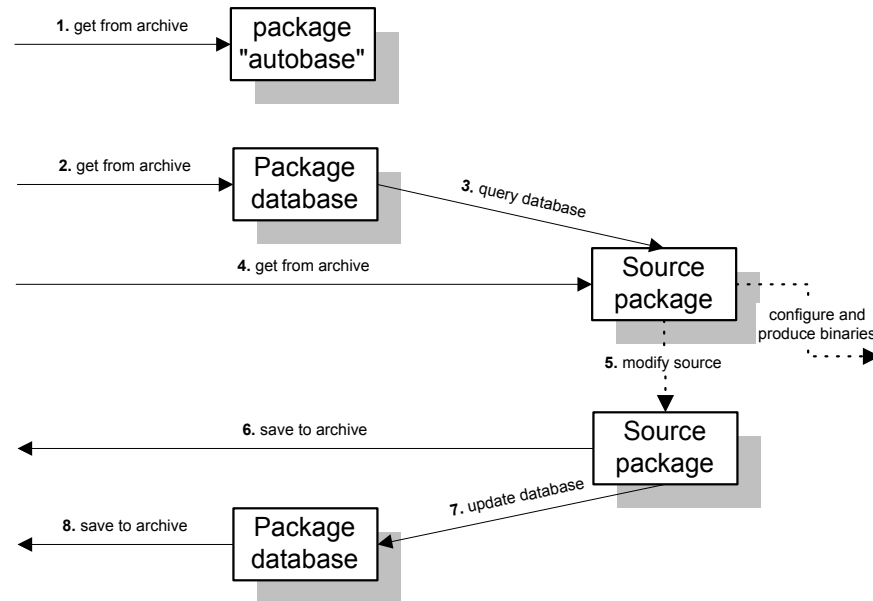 1. get from archive
package
"autobase"
2. get from archive
Package
database
3. query database
4. get from archive
Source
package
configure and
produce binaries
5. modify source
6. save to archive
Source
package
7. update database
8. save to archive
Package
database